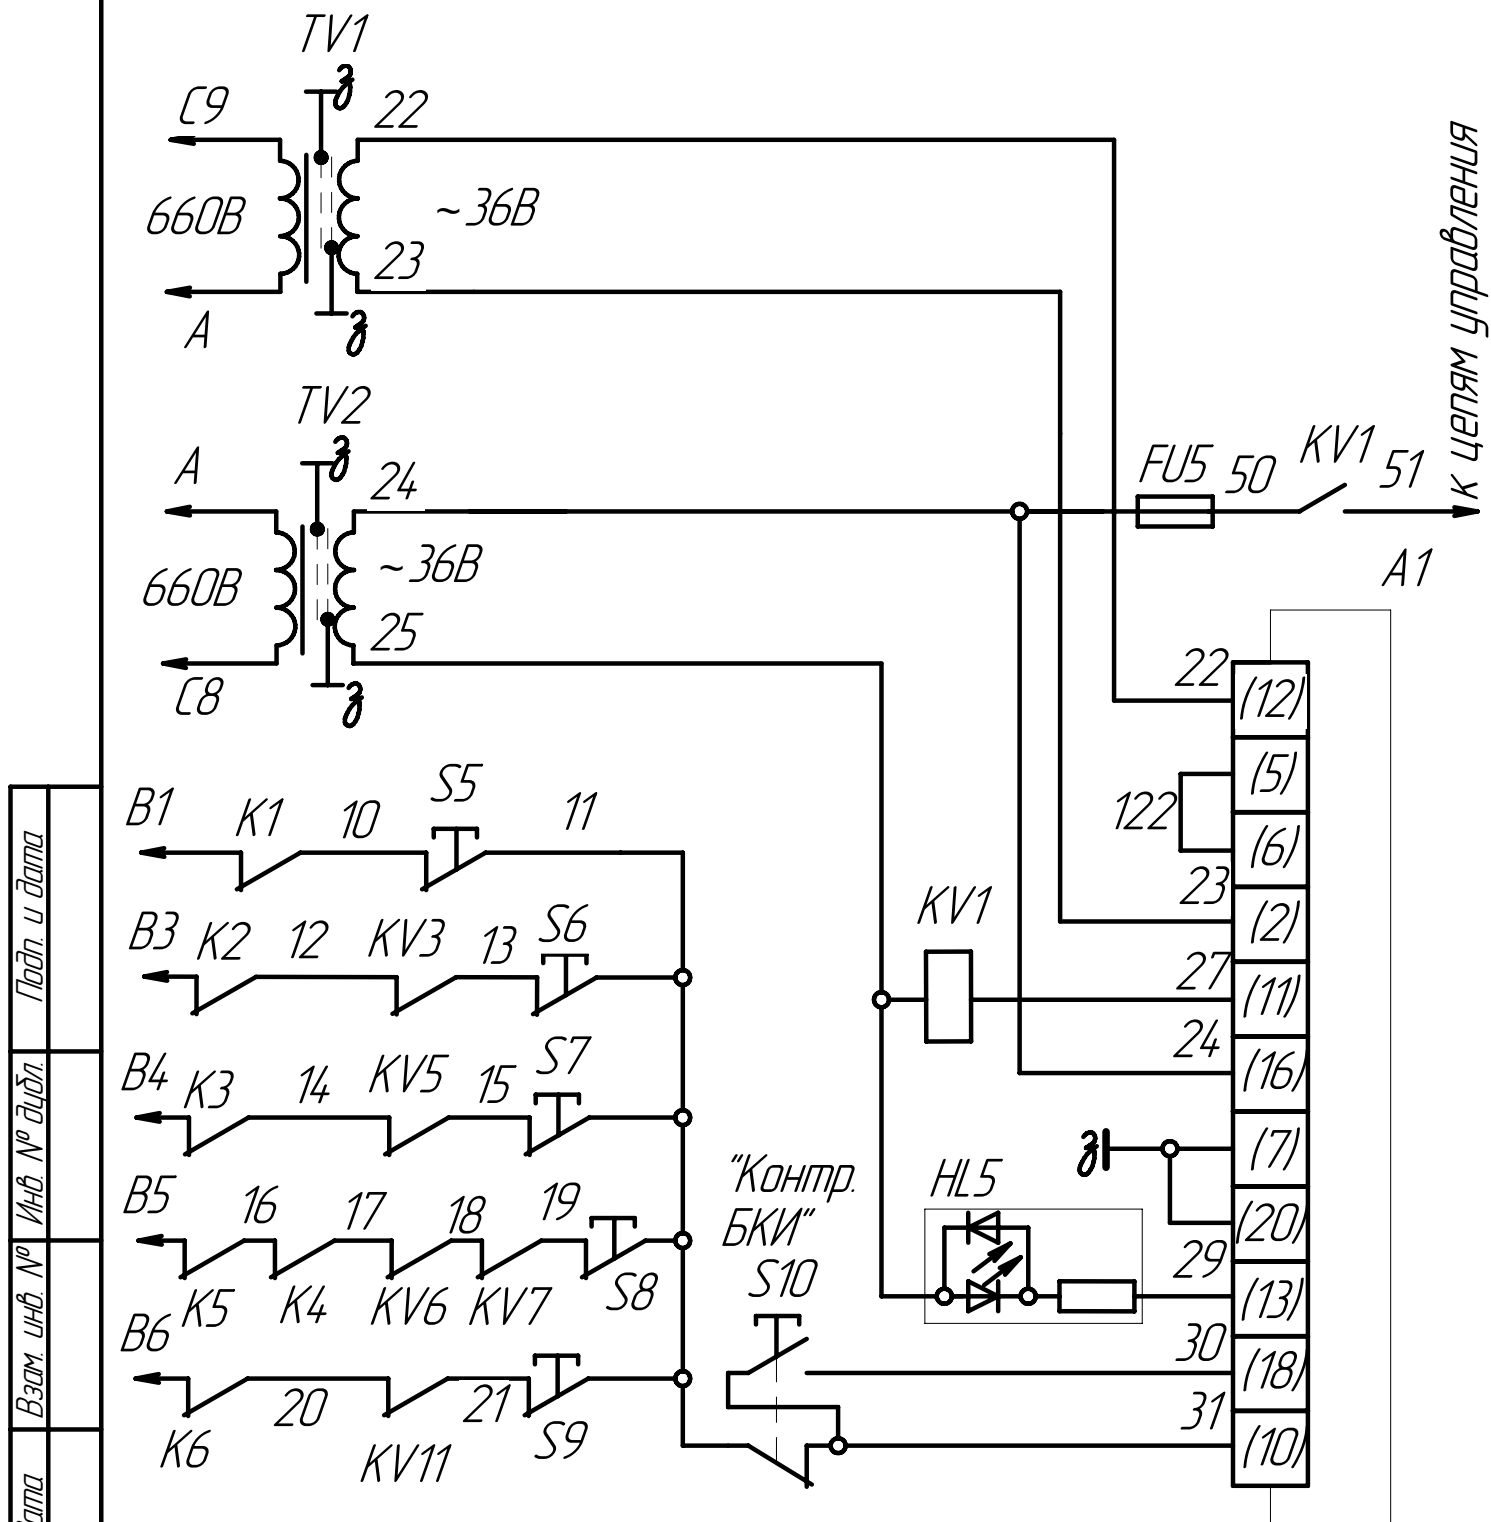 TV1
З
C9
22
660В
~36В
23
А
З
TV2
З
А
24
660В
~36В
25
C8
З
FU5
50
KV1
51
к цепям управления
А1
22
(12)
(5)
122
(6)
23
(2)
KV1
27
(11)
24
(16)
З
(7)
(20)
HL5
29
(13)
30
(18)
31
(10)
В1
К1
10
S5
11
В3
К2
12
KV3
13
S6
В4
К3
14
KV5
15
S7
В5
16
17
18
19
К5
К4
KV6
KV7
S8
В6
К6
20
KV11
21
S9
"Контр.
БКИ"
S10
Подп. и дата
Инв. № дубл.
Взам. инв. №